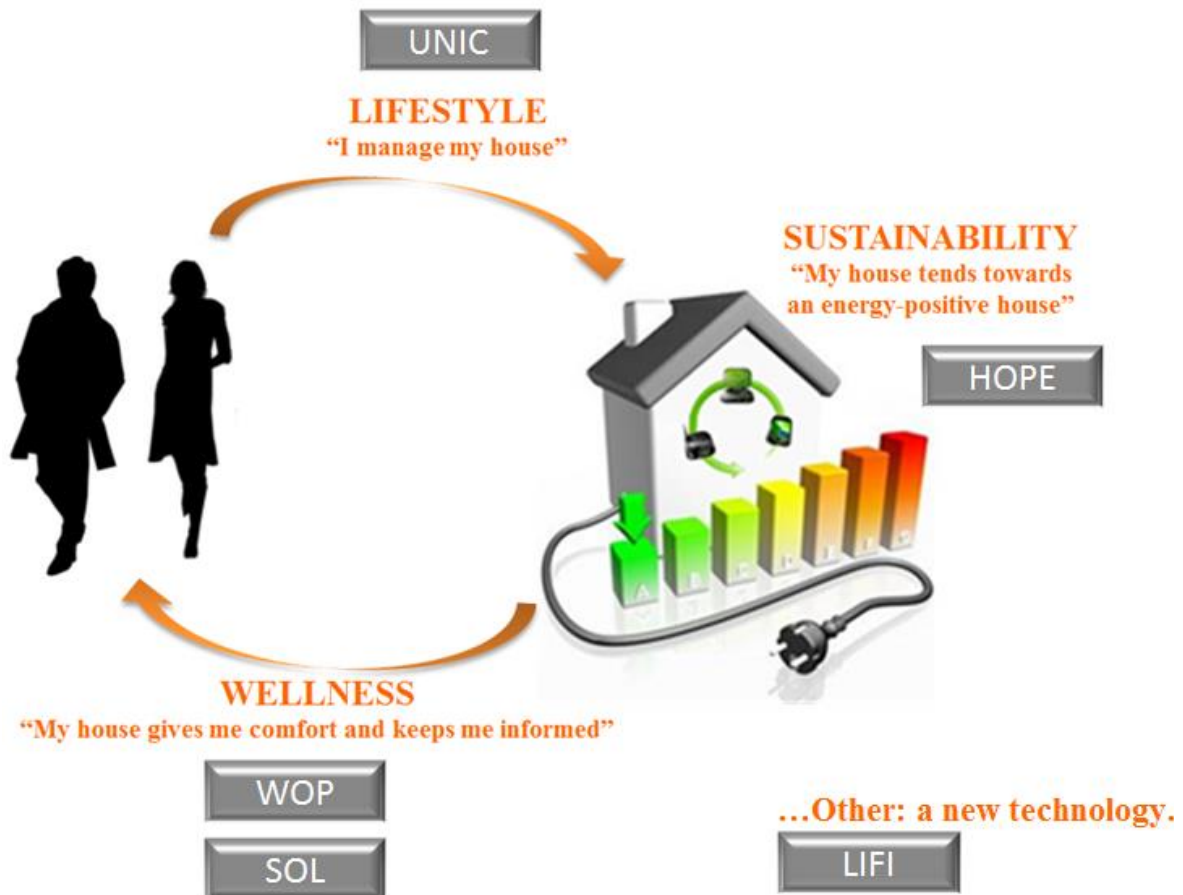 UNIC
LIFESTYLE
“I manage my house”
SUSTAINABILITY
“My house tends towards
an energy-positive house”
HOPE
A
WELLNESS
“My house gives me comfort and keeps me informed”
WOP
SOL
…Other: a new technology.
LIFI